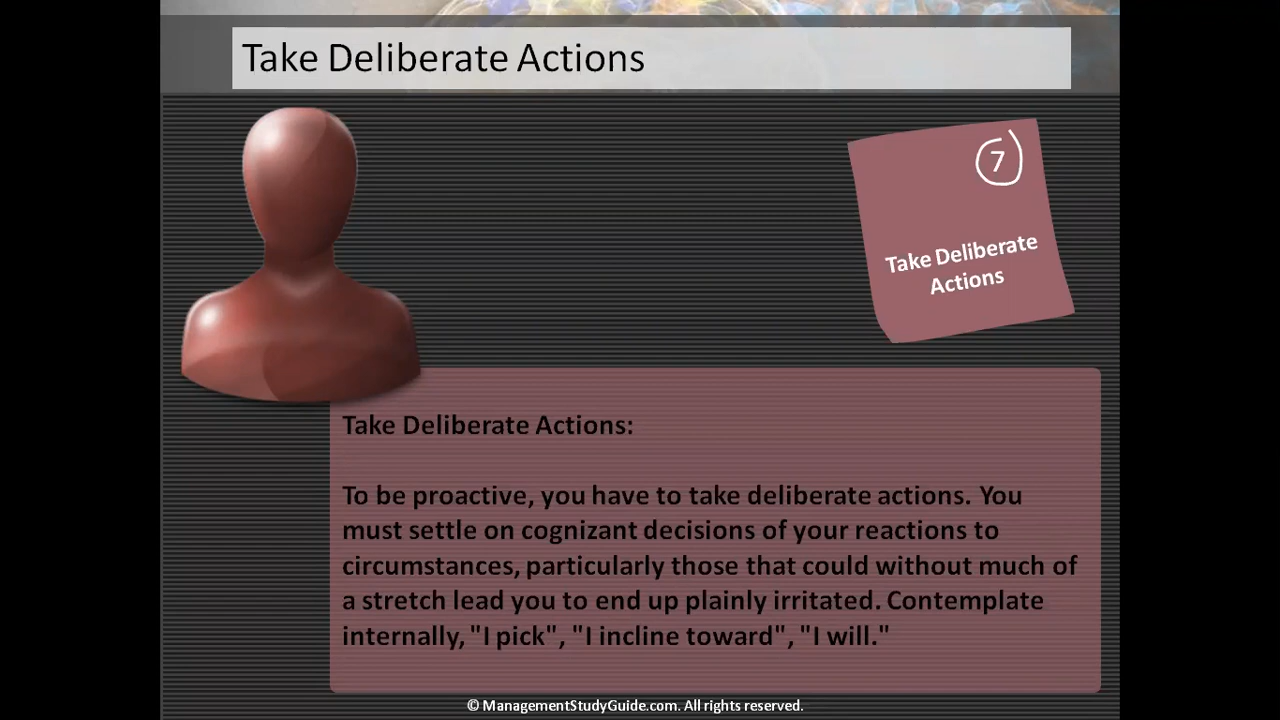 Take Deliberate Actions
7
Take Deliberate
Actions
Take Deliberate Actions:
To be proactive, you have to take deliberate actions. You
must settle on cognizant decisions of your reactions to
circumstances, particularly those that could without much of
a stretch lead you to end up plainly irritated. Contemplate
internally, "I pick", "I incline toward", "I will."
© ManagementStudyGuide.com. All rights reserved.